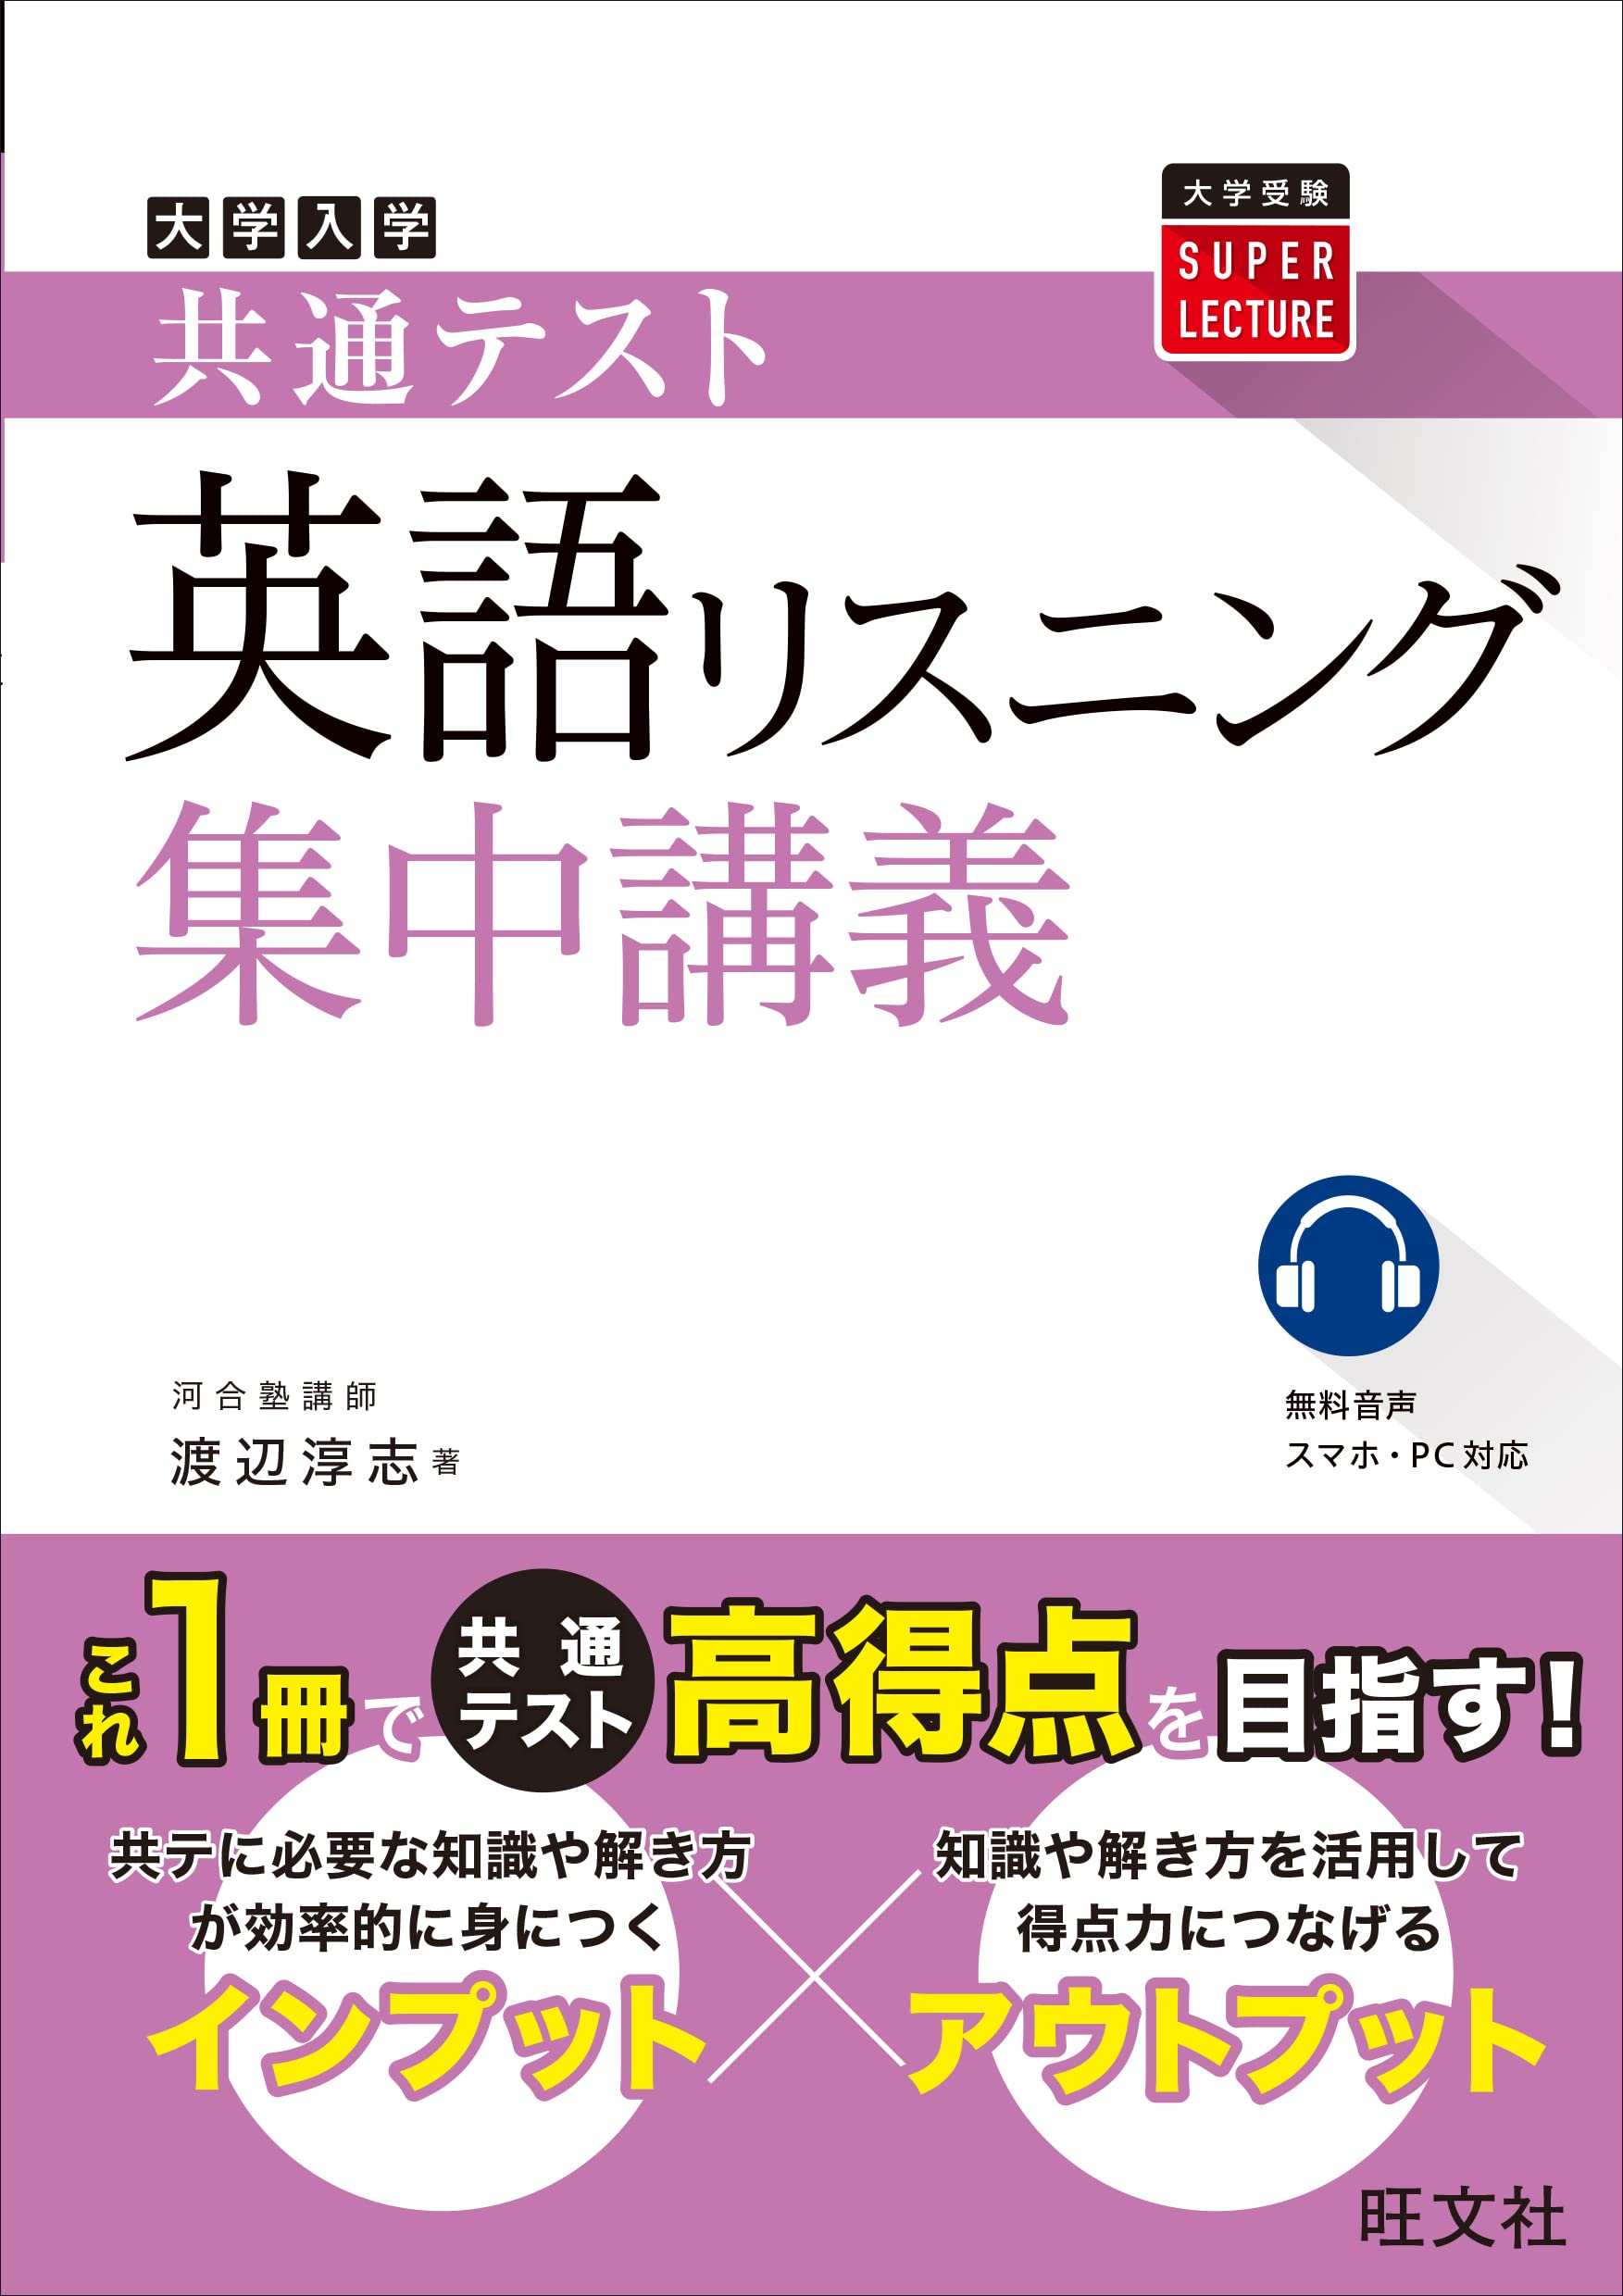 大学入学
大学受験
SUPER
LECTURE
共通テスト
英語リスニング
集中講義
河合塾講師
渡辺淳志 著
無料音声
スマホ・PC対応
これ1冊で共通テスト高得点を目指す!
共テに必要な知識や解き方
が効率的に身につく
インプット
知識や解き方を活用して
得点力につなげる
アウトプット
旺文社